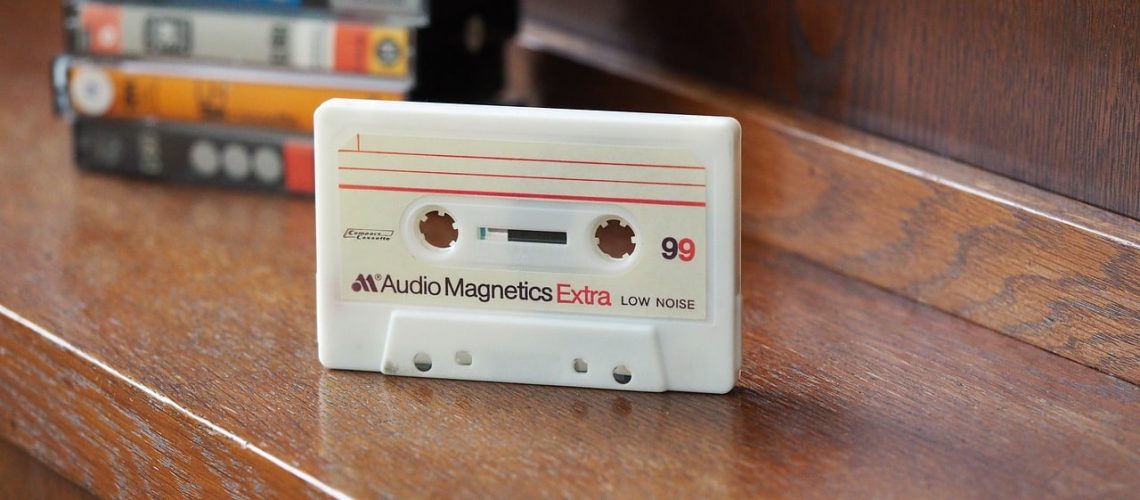 Compact
Cassette
99
® Audio Magnetics Extra LOW NOISE